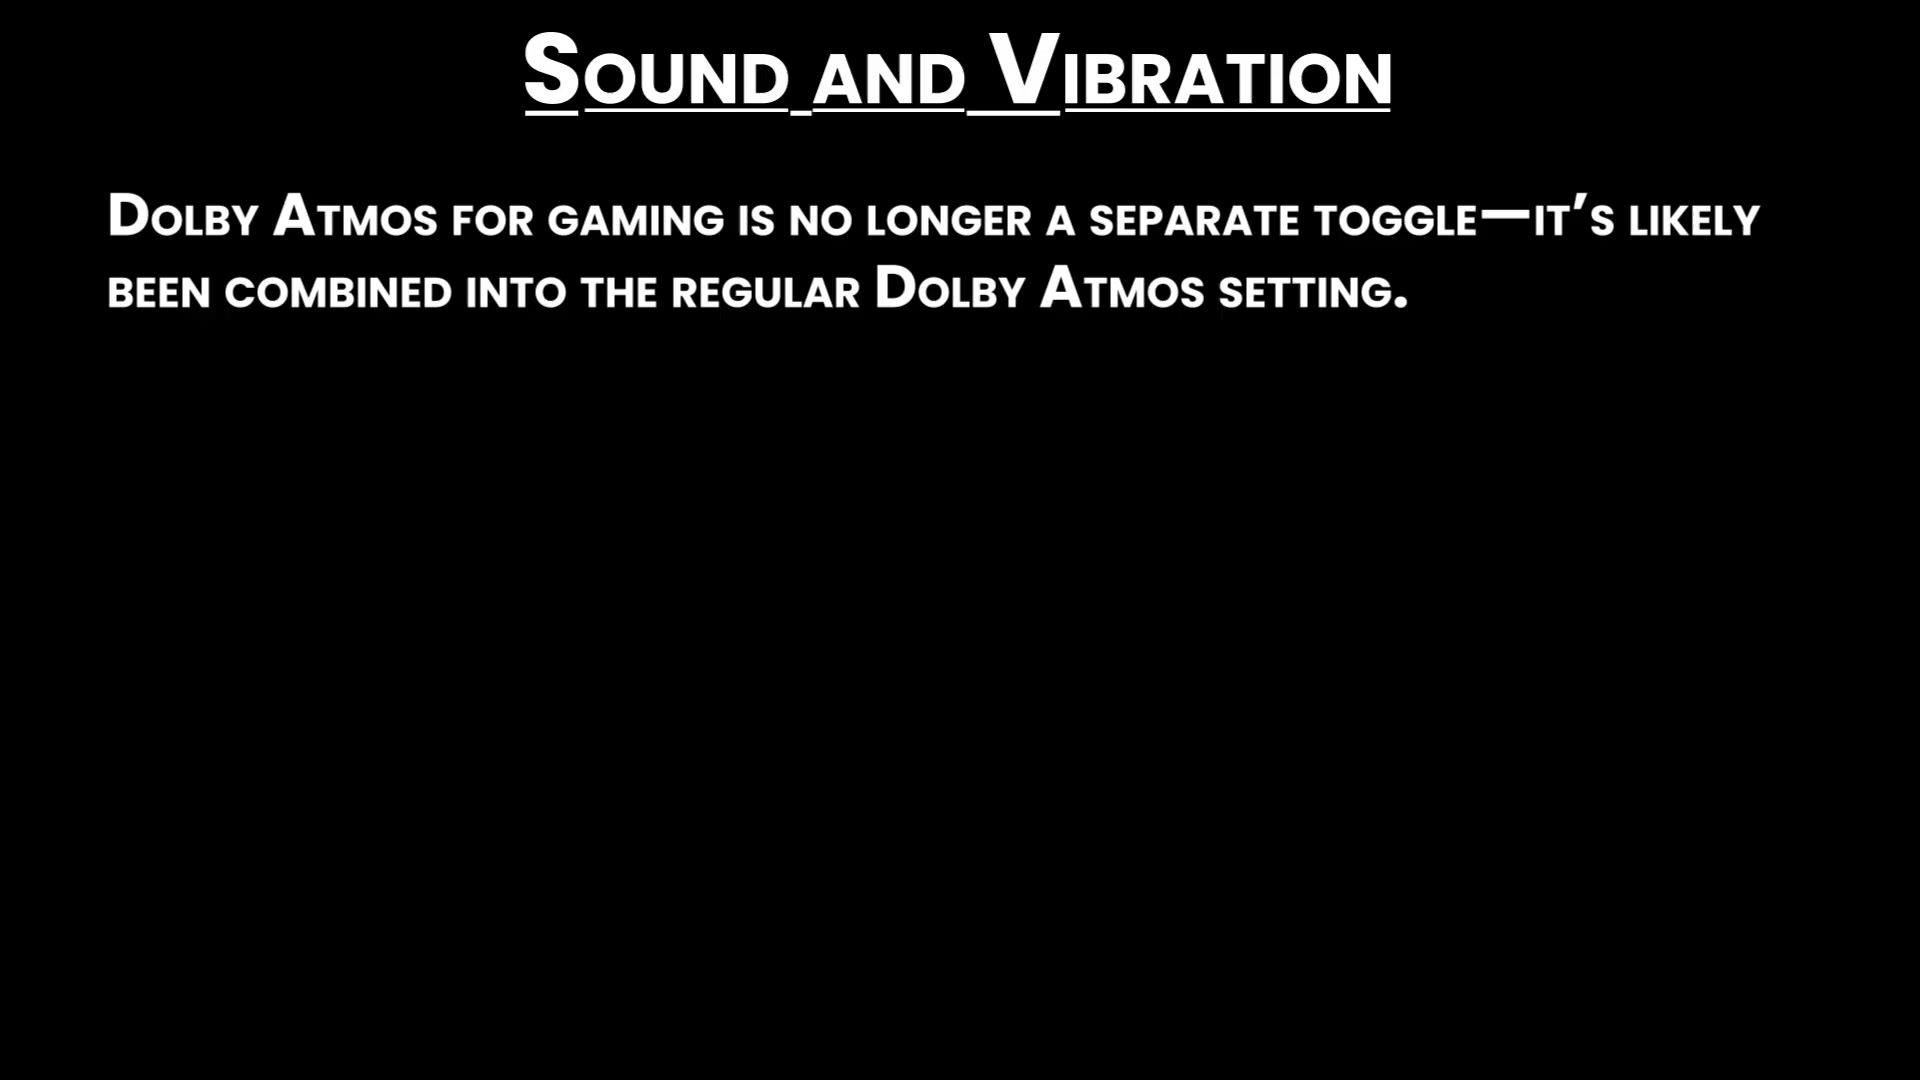 Sound and Vibration
Dolby Atmos for gaming is no longer a separate toggle—it’s likely
been combined into the regular Dolby Atmos setting.